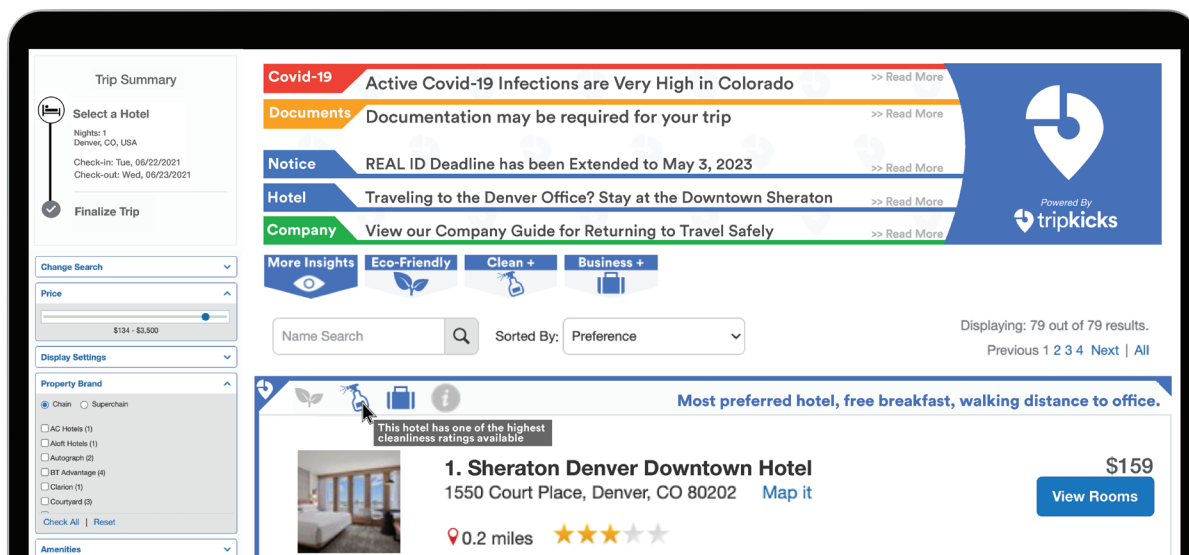 Trip Summary
Select a Hotel
Nights: 1
Denver, CO, USA
Check-in: Tue, 06/22/2021
Check-out: Wed, 06/23/2021
Finalize Trip
Change Search
Price
$134 - $3,500
Display Settings
Property Brand
Chain Superchain
AC Hotels (1)
Aloft Hotels (1)
Autograph (2)
BT Advantage (4)
Clarion (1)
Courtyard (3)
Check All | Reset
Amenities
Covid-19 Active Covid-19 Infections are Very High in Colorado >> Read More
Documents Documentation may be required for your trip >> Read More
Notice REAL ID Deadline has been Extended to May 3, 2023 >> Read More
Hotel Traveling to the Denver Office? Stay at the Downtown Sheraton >> Read More
Company View our Company Guide for Returning to Travel Safely >> Read More
Powered By
tripkicks
More Insights Eco-Friendly Clean + Business +
Name Search Sorted By: Preference
Displaying: 79 out of 79 results.
Previous 1 2 3 4 Next | All
Most preferred hotel, free breakfast, walking distance to office.
This hotel has one of the highest
cleanliness ratings available
1. Sheraton Denver Downtown Hotel $159
1550 Court Place, Denver, CO 80202 Map it View Rooms
0.2 miles